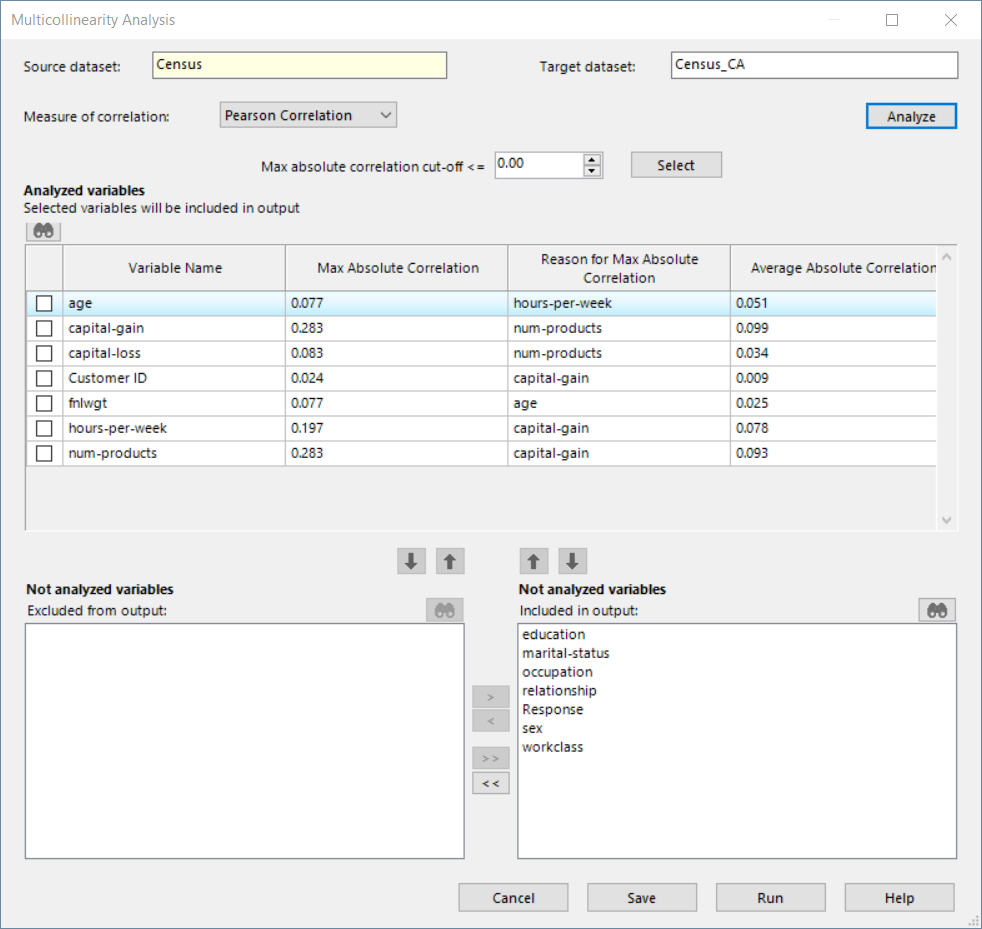 Multicollinearity Analysis
Source dataset: Census Target dataset: Census_CA
Measure of correlation: Pearson Correlation Analyze
Max absolute correlation cut-off <= 0.00 Select
Analyzed variables
Selected variables will be included in output
Variable Name Max Absolute Correlation Reason for Max Absolute Correlation Average Absolute Correlation
age 0.077 hours-per-week 0.051
capital-gain 0.283 num-products 0.099
capital-loss 0.083 num-products 0.034
Customer ID 0.024 capital-gain 0.009
fnlwgt 0.077 age 0.025
hours-per-week 0.197 capital-gain 0.078
num-products 0.283 capital-gain 0.093
Not analyzed variables
Excluded from output:
Not analyzed variables
Included in output:
education
marital-status
occupation
relationship
Response
sex
workclass
>
<
>>
<<
Cancel Save Run Help